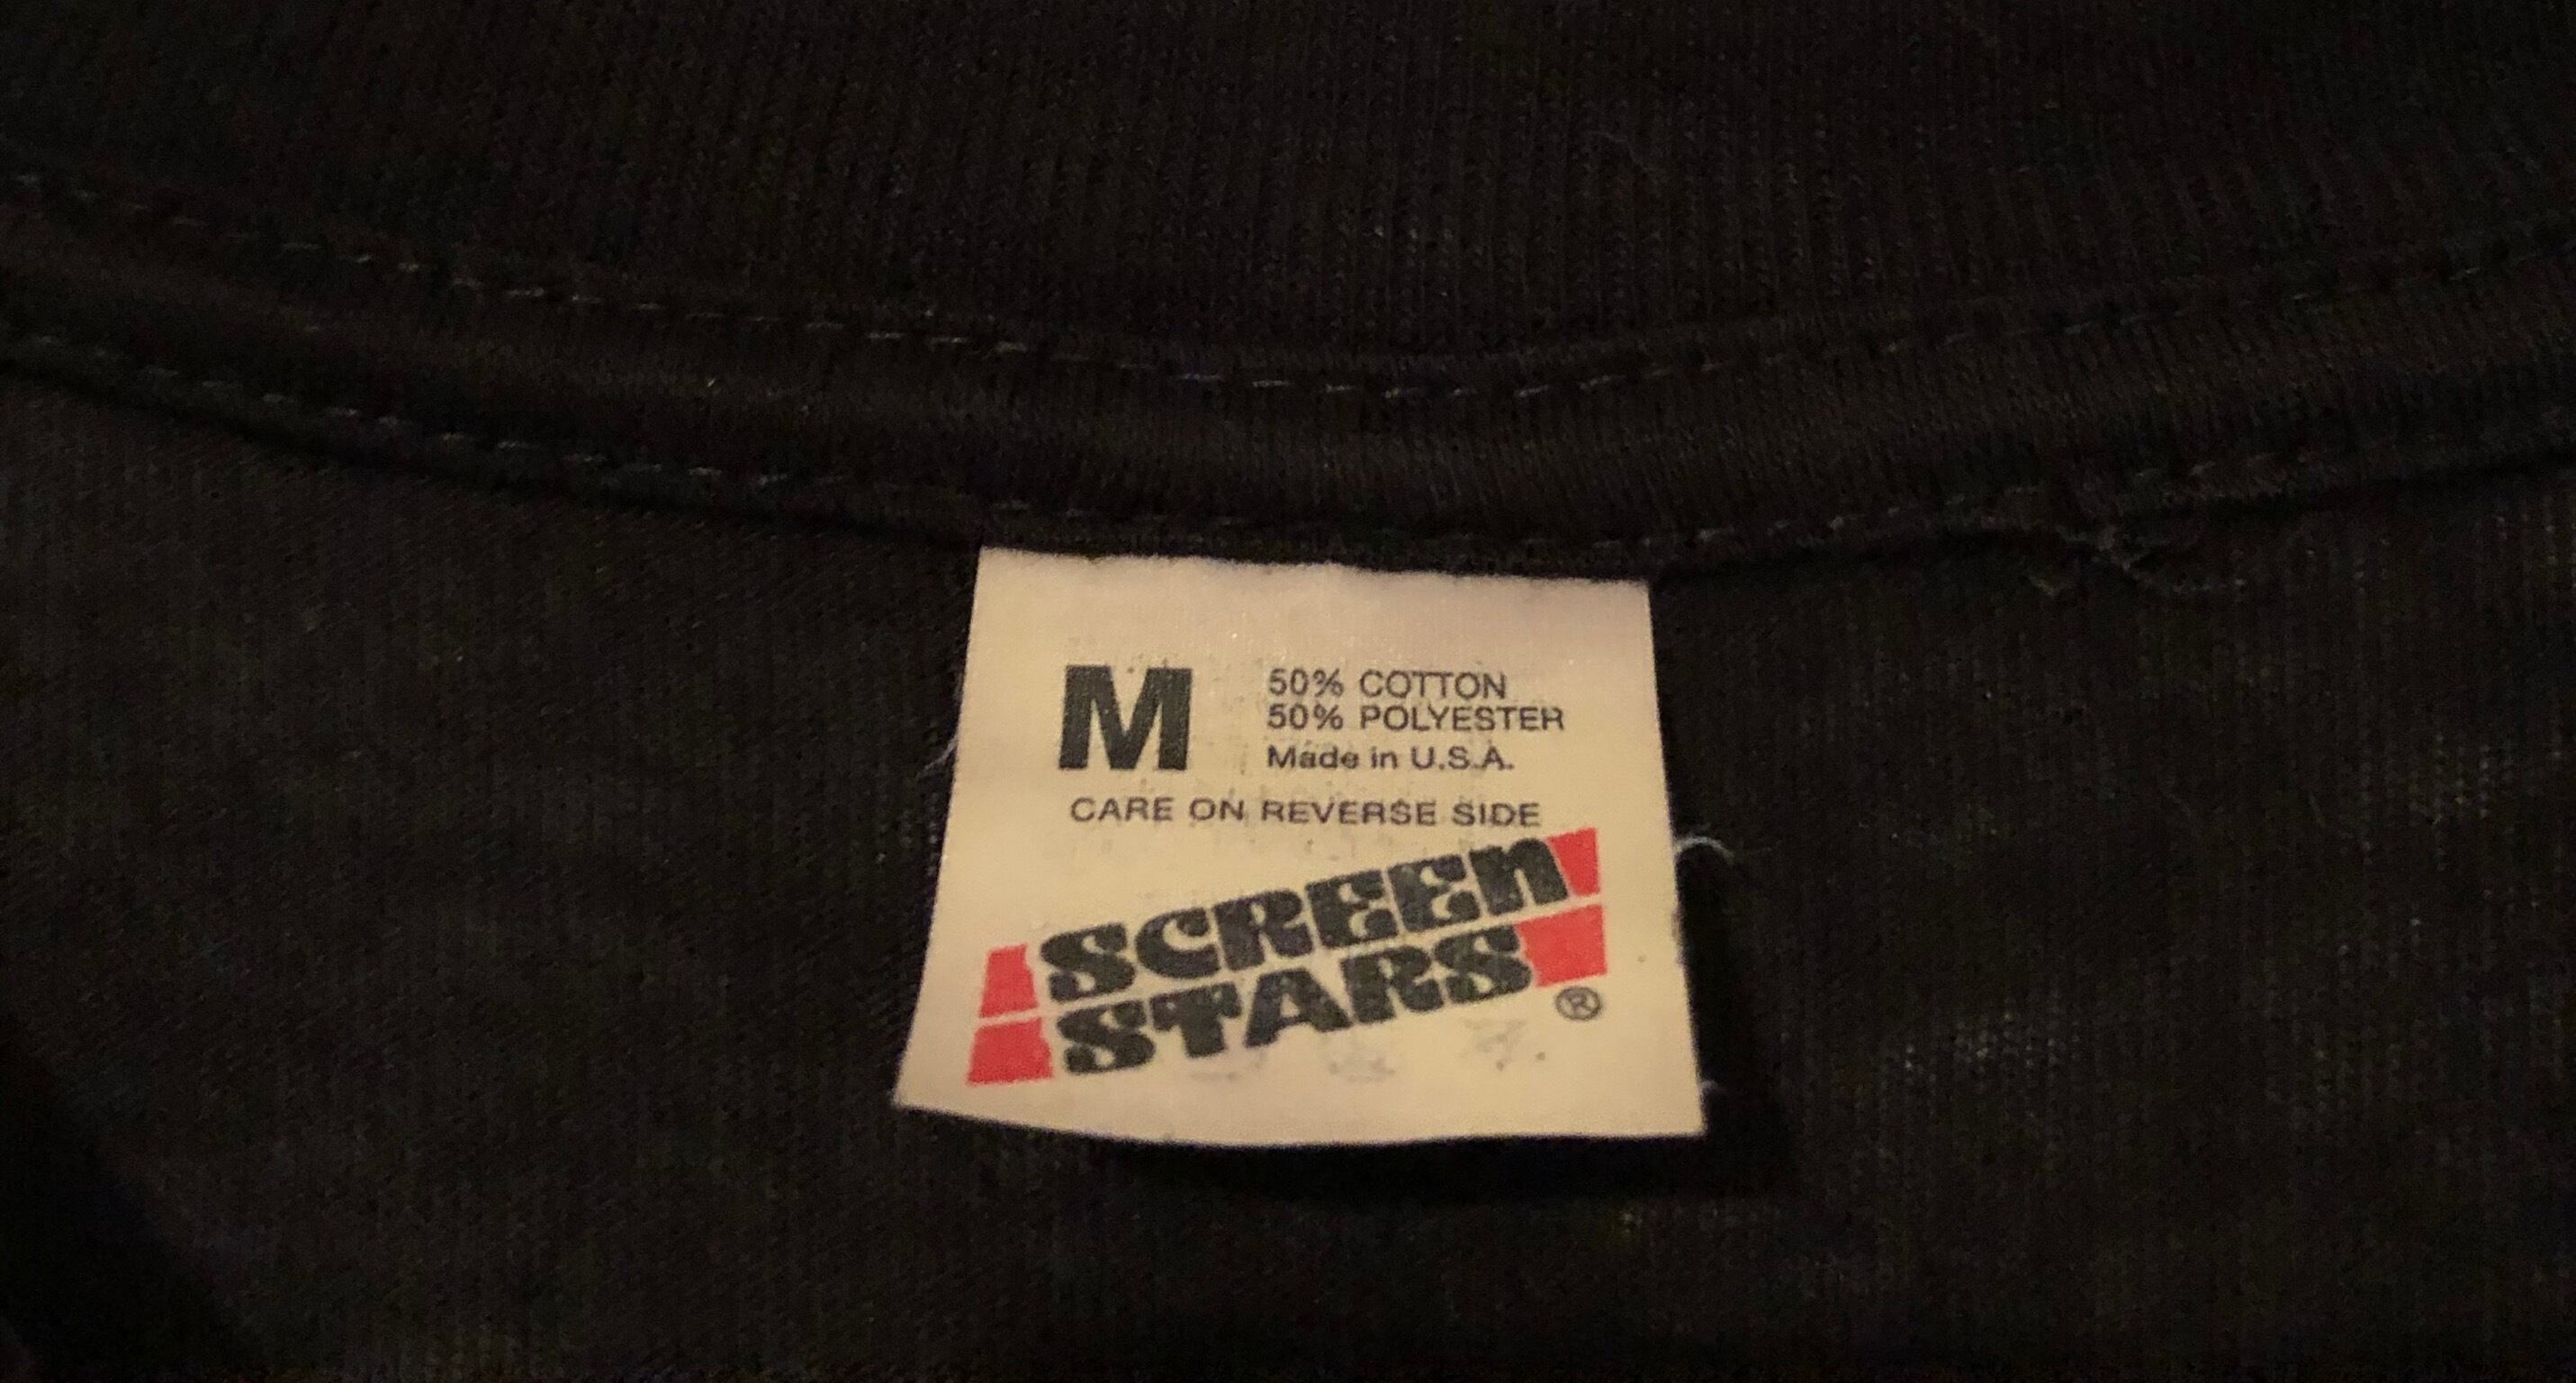 M
50% COTTON
50% POLYESTER
Made in U.S.A.
CARE ON REVERSE SIDE
SCREEN
STARS
®